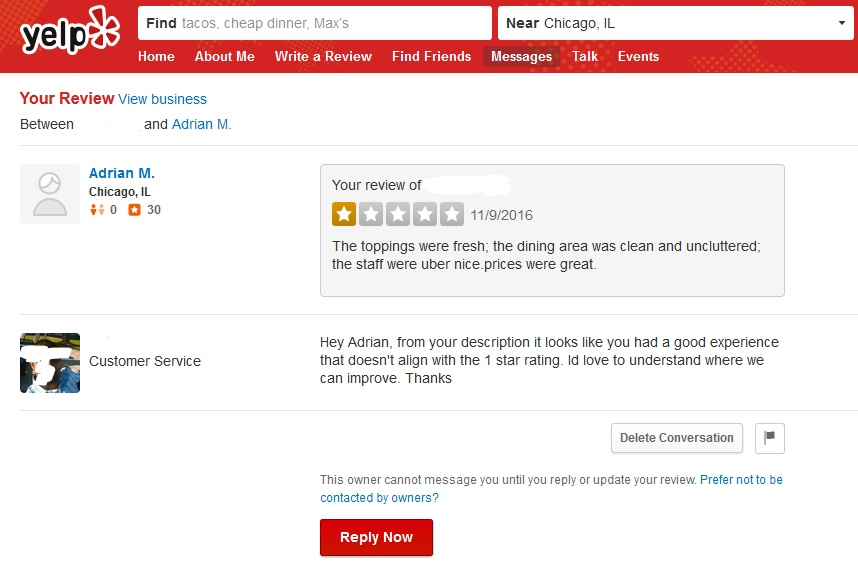 yelp
Find tacos, cheap dinner, Max's
Near Chicago, IL
Home About Me Write a Review Find Friends Messages Talk Events
Your Review View business
Between and Adrian M.
Adrian M.
Chicago, IL
0 30
Your review of
11/9/2016
The toppings were fresh; the dining area was clean and uncluttered;
the staff were uber nice.prices were great.
Customer Service
Hey Adrian, from your description it looks like you had a good experience
that doesn't align with the 1 star rating. Id love to understand where we
can improve. Thanks
Delete Conversation
This owner cannot message you until you reply or update your review. Prefer not to be
contacted by owners?
Reply Now